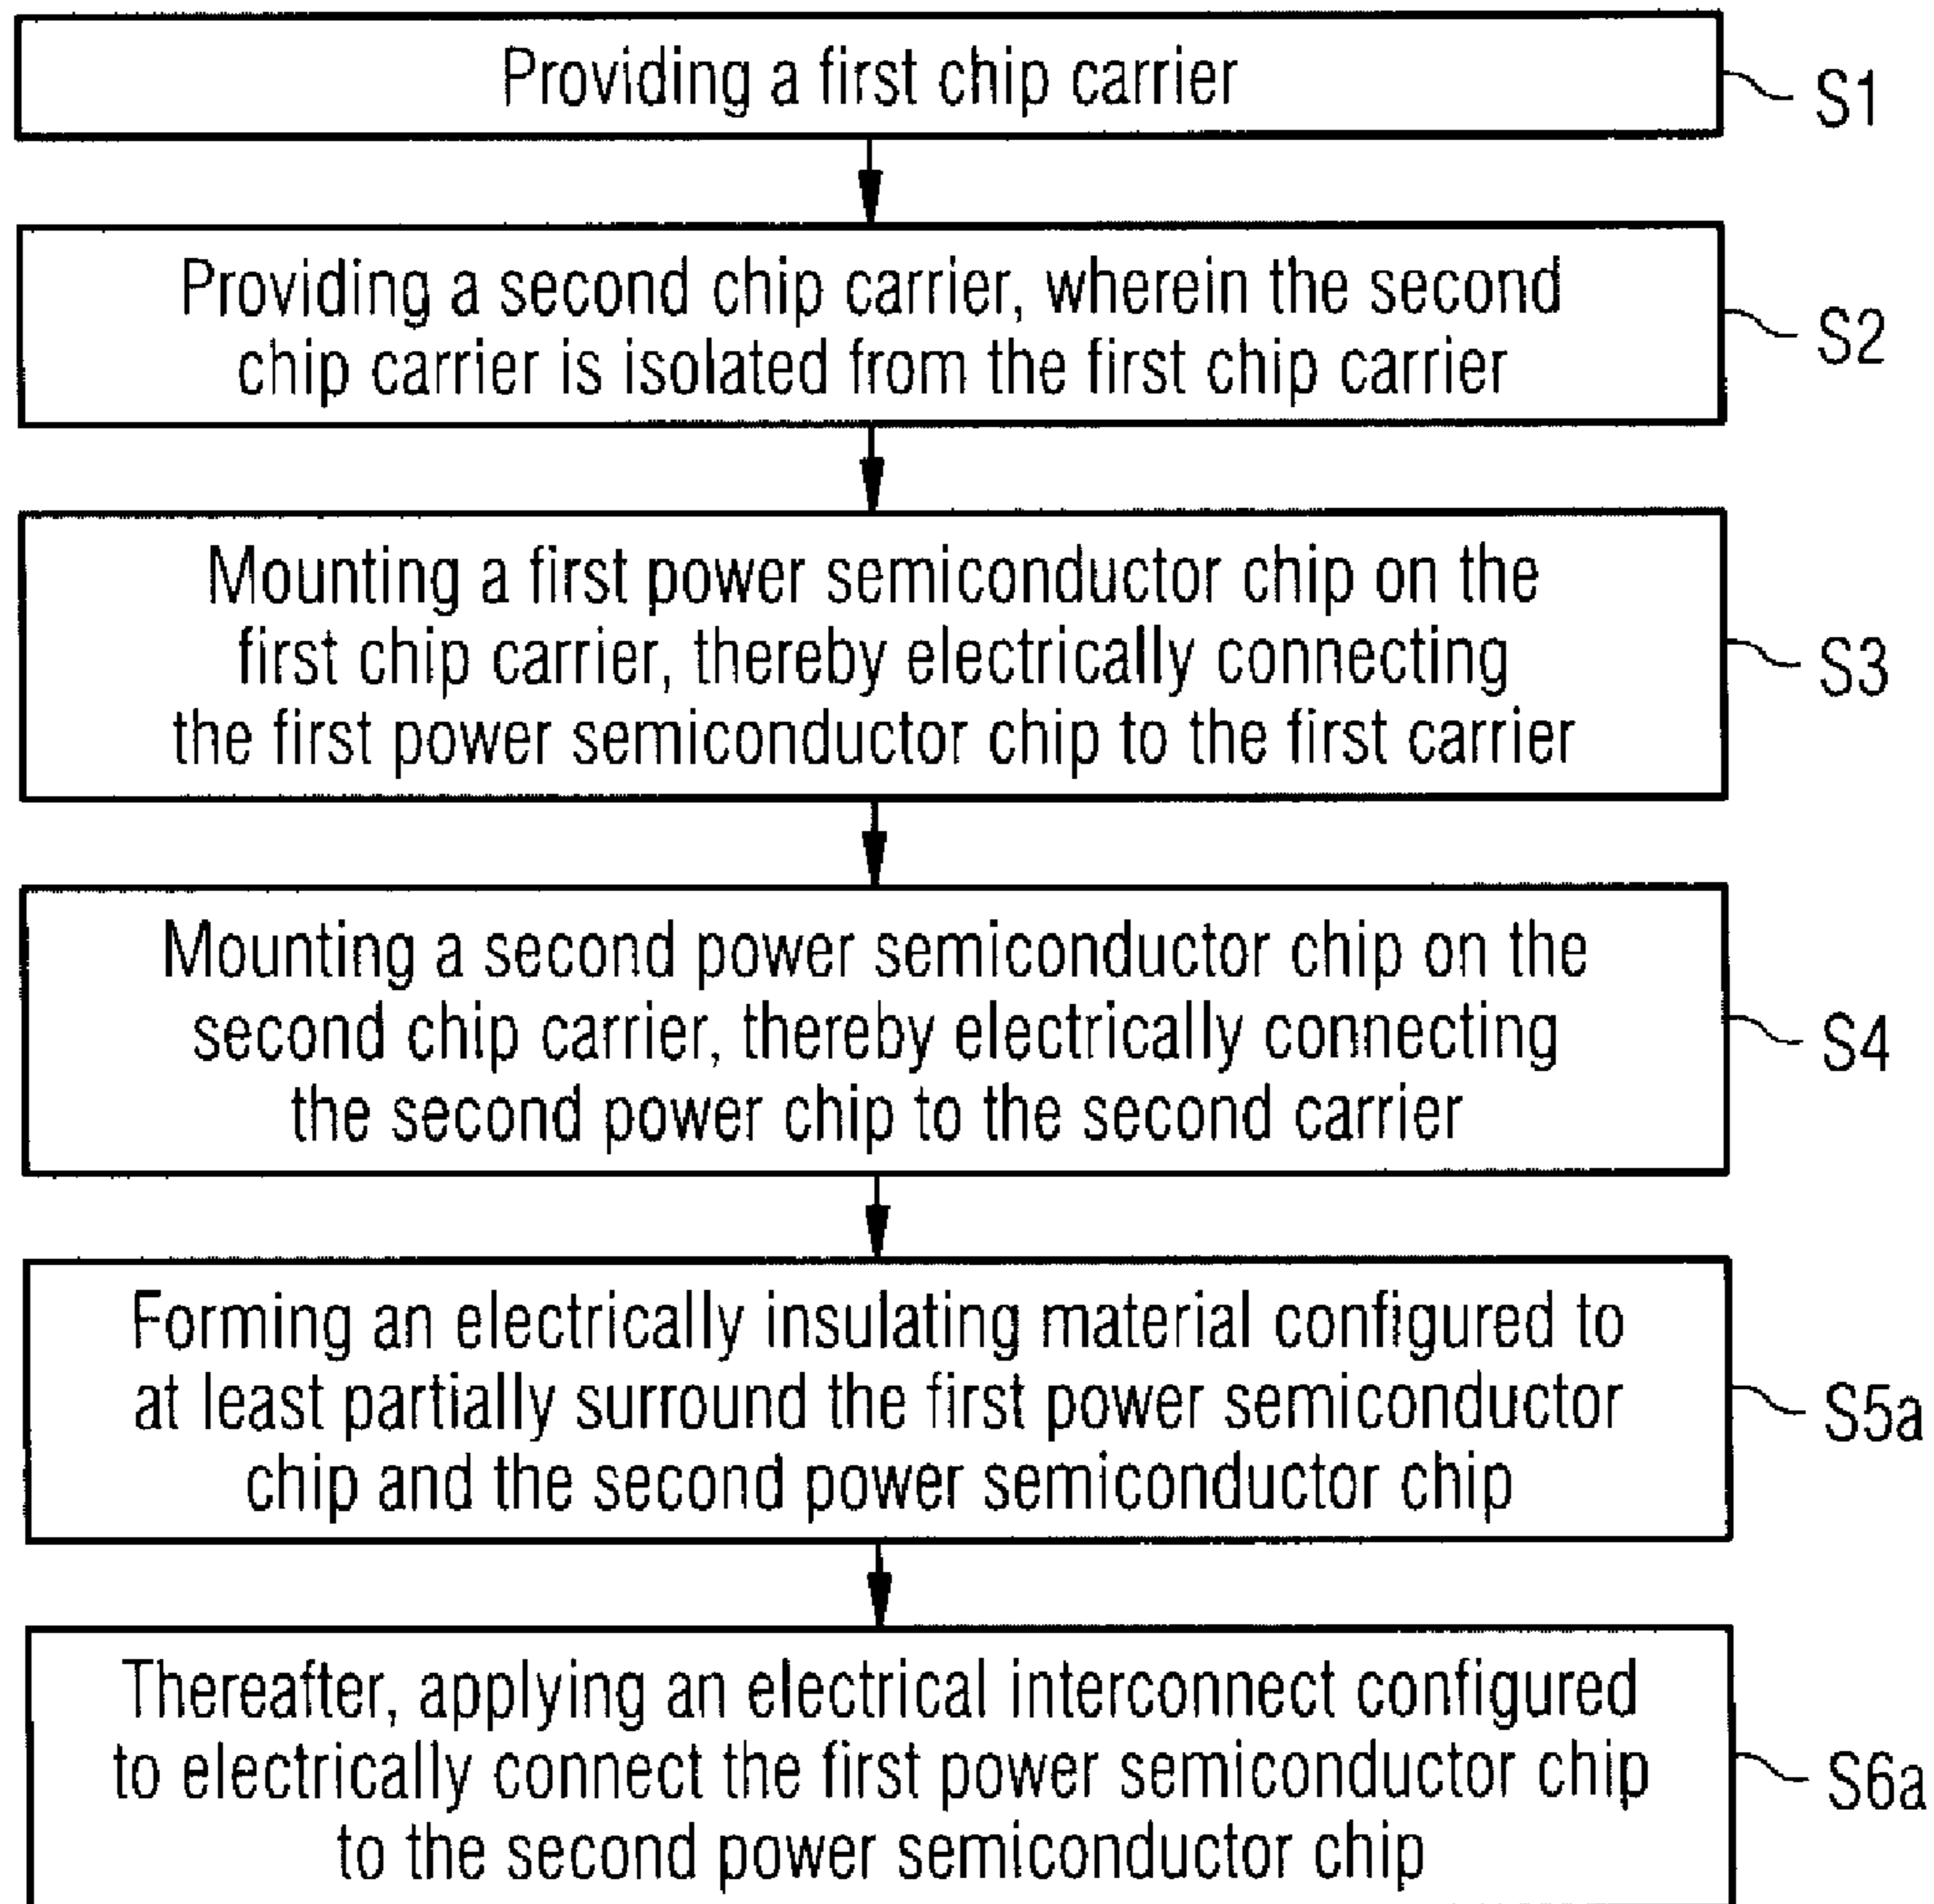 Providing a first chip carrier
S1
Providing a second chip carrier, wherein the second
chip carrier is isolated from the first chip carrier
S2
Mounting a first power semiconductor chip on the
first chip carrier, thereby electrically connecting
the first power semiconductor chip to the first carrier
S3
Mounting a second power semiconductor chip on the
second chip carrier, thereby electrically connecting
the second power chip to the second carrier
S4
Forming an electrically insulating material configured to
at least partially surround the first power semiconductor
chip and the second power semiconductor chip
S5a
Thereafter, applying an electrical interconnect configured
to electrically connect the first power semiconductor chip
to the second power semiconductor chip
S6a